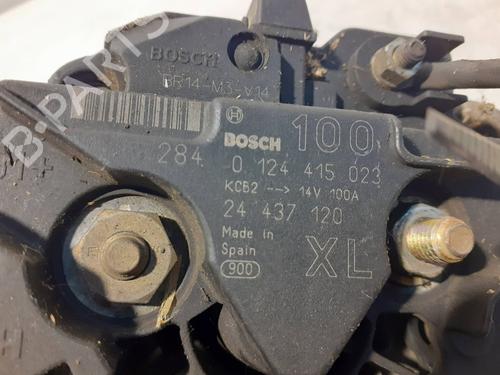 BOSCH
BR14-M3-V14
B-PARTS
BOSCH 100
284 0 124 415 023
KCB2 --> 14V 100A
24 437 120
Made in
Spain
900
XL